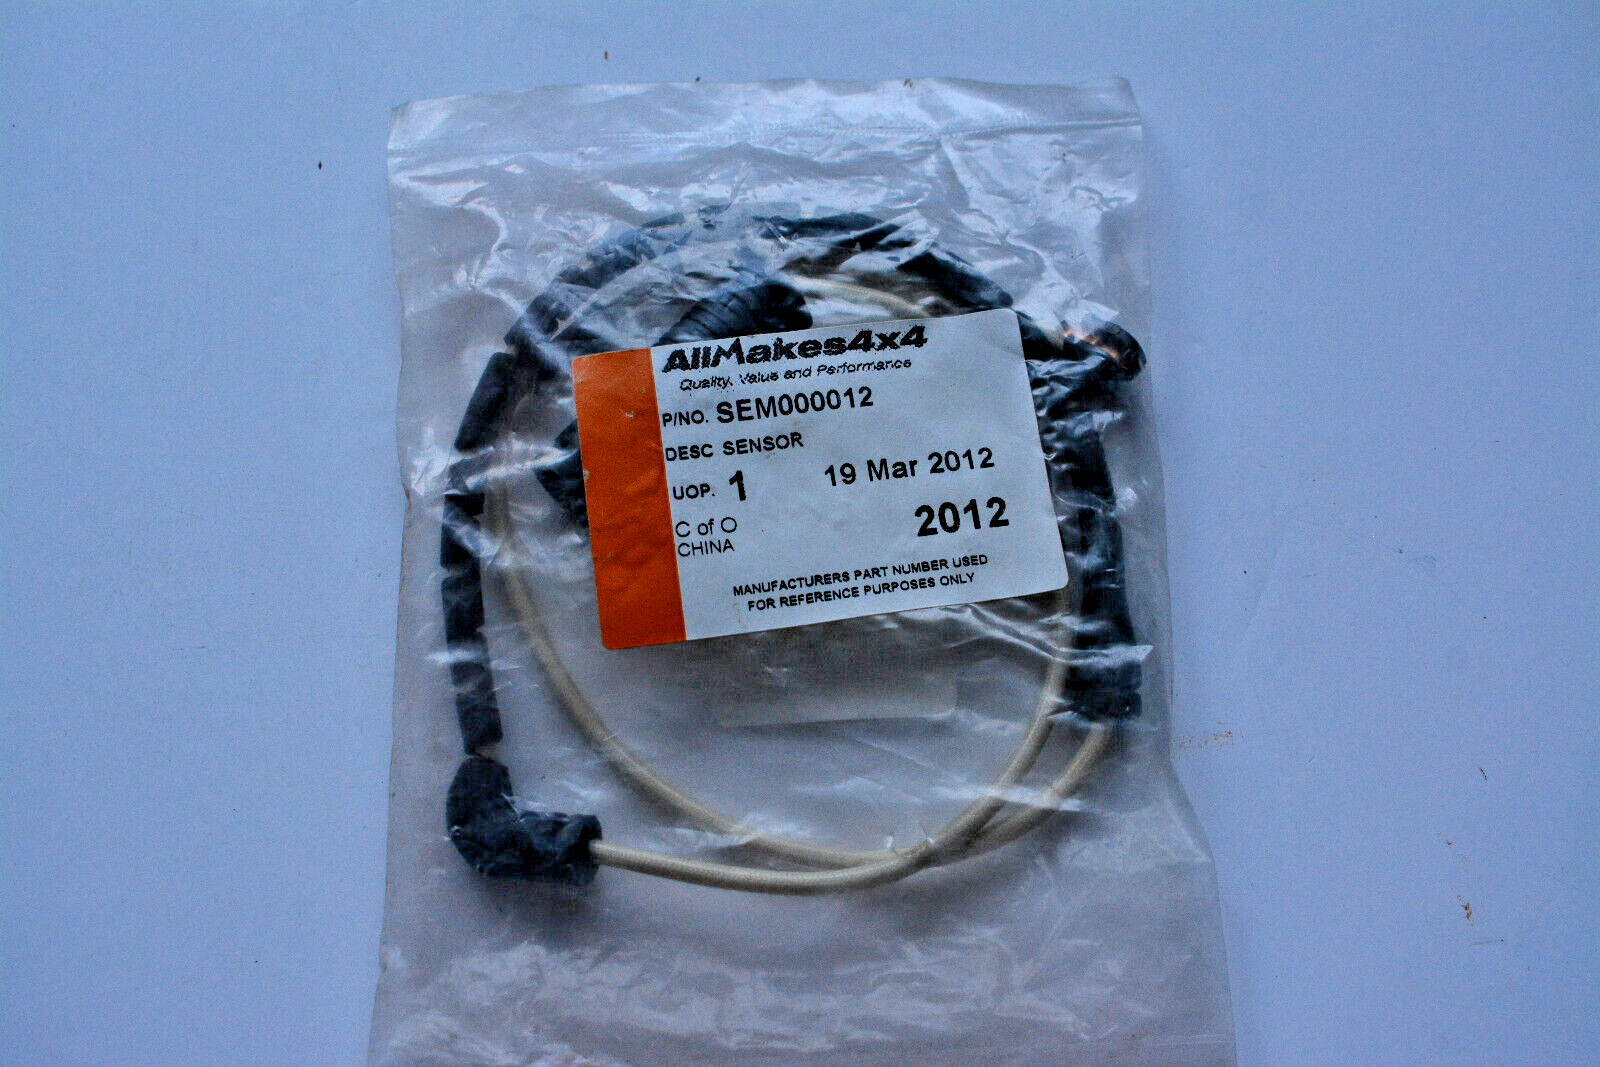 AllMakes4x4
Quality, Value and Performance
P/NO. SEM000012
DESC SENSOR
UOP. 1 19 Mar 2012
C of O 2012
CHINA
MANUFACTURERS PART NUMBER USED
FOR REFERENCE PURPOSES ONLY